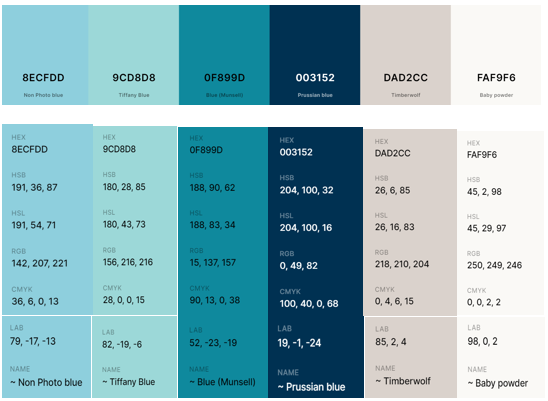 8ECFDD
Non Photo blue
9CD8D8
Tiffany Blue
0F899D
Blue (Munsell)
003152
Prussian blue
DAD2CC
Timberwolf
FAF9F6
Baby powder
HEX
8ECFDD
HSB
191, 36, 87
HSL
191, 54, 71
RGB
142, 207, 221
CMYK
36, 6, 0, 13
LAB
79, -17, -13
NAME
~ Non Photo blue
HEX
9CD8D8
HSB
180, 28, 85
HSL
180, 43, 73
RGB
156, 216, 216
CMYK
28, 0, 0, 15
LAB
82, -19, -6
NAME
~ Tiffany Blue
HEX
0F899D
HSB
188, 90, 62
HSL
188, 83, 34
RGB
15, 137, 157
CMYK
90, 13, 0, 38
LAB
52, -23, -19
NAME
~ Blue (Munsell)
HEX
003152
HSB
204, 100, 32
HSL
204, 100, 16
RGB
0, 49, 82
CMYK
100, 40, 0, 68
LAB
19, -1, -24
NAME
~ Prussian blue
HEX
DAD2CC
HSB
26, 6, 85
HSL
26, 16, 83
RGB
218, 210, 204
CMYK
0, 4, 6, 15
LAB
85, 2, 4
NAME
~ Timberwolf
HEX
FAF9F6
HSB
45, 2, 98
HSL
45, 29, 97
RGB
250, 249, 246
CMYK
0, 0, 2, 2
LAB
98, 0, 2
NAME
~ Baby powder